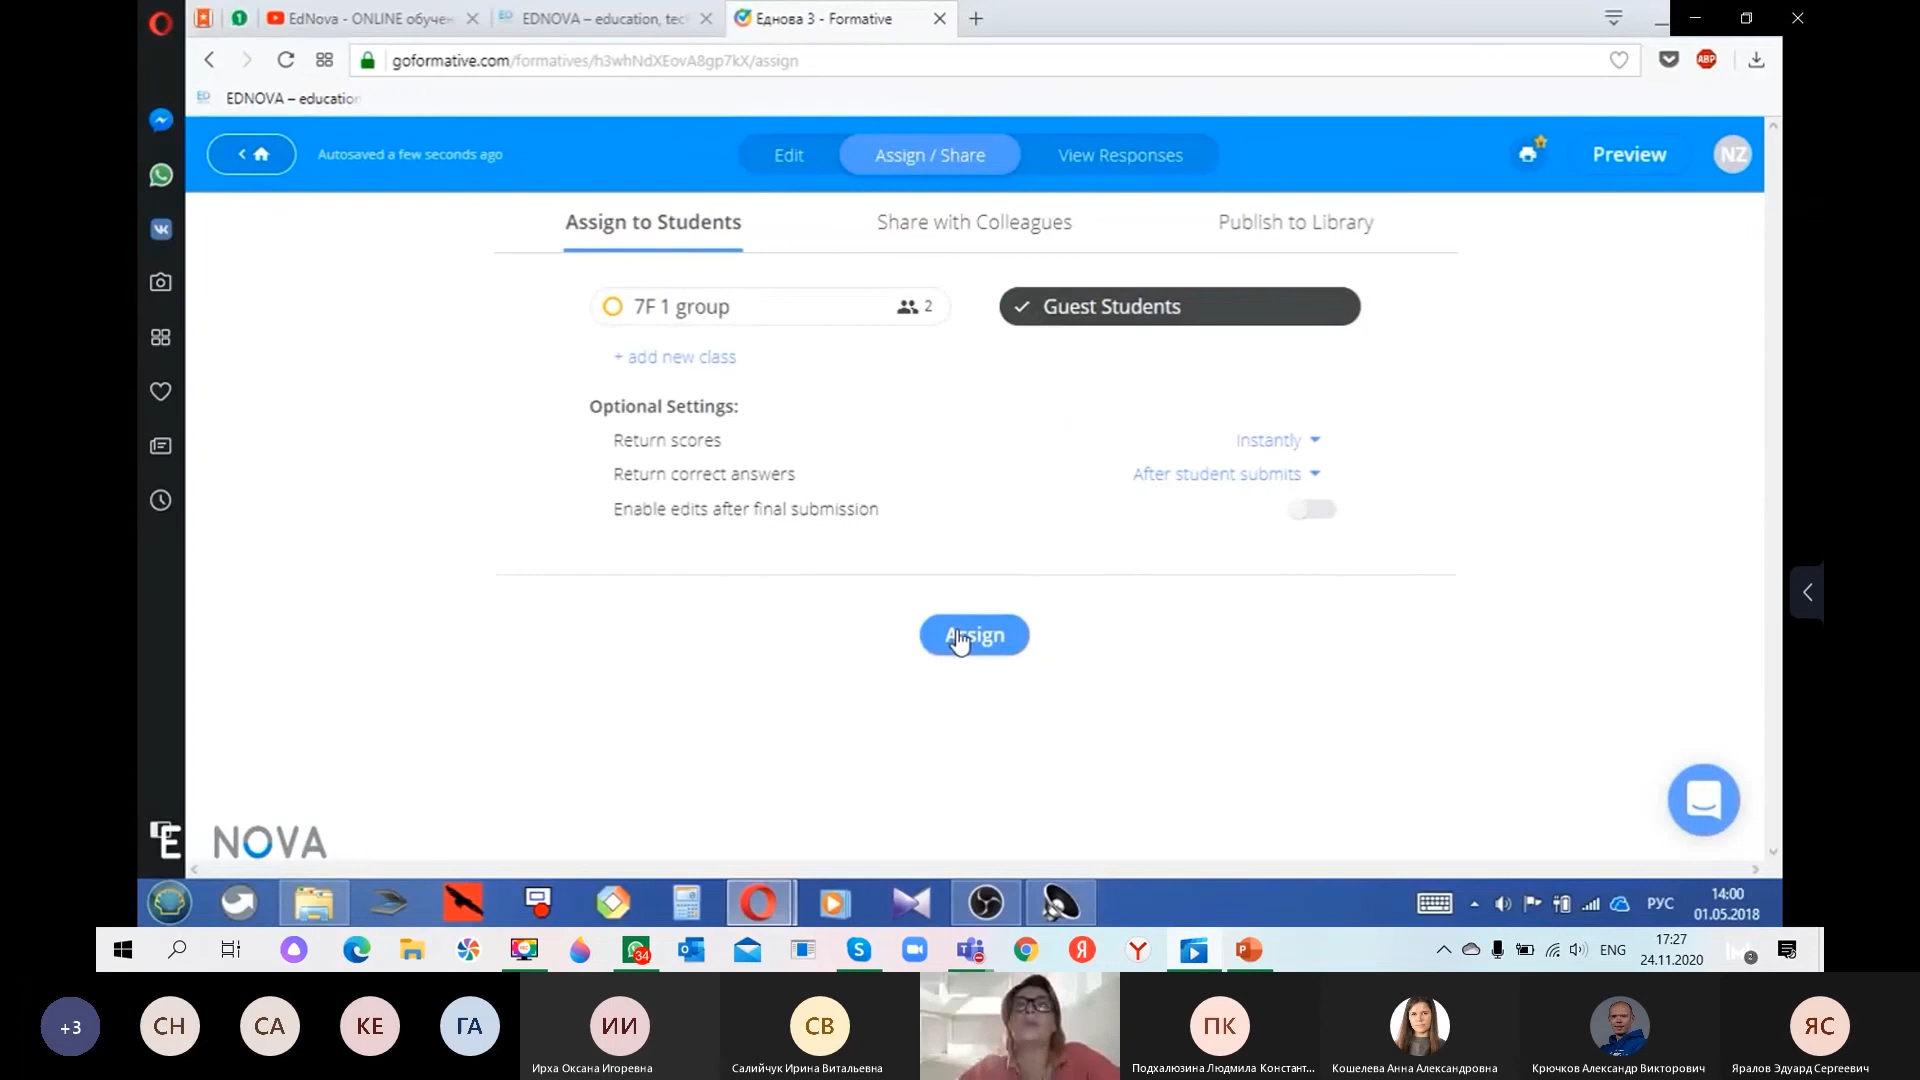 EdNova - ONLINE обучен
EDNOVA – education, tec
Еднова 3 - Formative
goformative.com/formatives/h3whNdXEovA8gp7kX/assign
ABP
ED
EDNOVA – education
Autosaved a few seconds ago
Edit
Assign / Share
View Responses
Preview
NZ
Assign to Students
Share with Colleagues
Publish to Library
7F 1 group
2
Guest Students
+ add new class
Optional Settings:
Return scores
Instantly
Return correct answers
After student submits
Enable edits after final submission
Assign
E NOVA
РУС
14:00
01.05.2018
34
ENG
17:27
24.11.2020
2
+3
СН
СА
КЕ
ГА
ИИ
СВ
ПК
ЯС
Ирха Оксана Игоревна
Салийчук Ирина Витальевна
Подхалюзина Людмила Констант...
Кошелева Анна Александровна
Крючков Александр Викторович
Яралов Эдуард Сергеевич